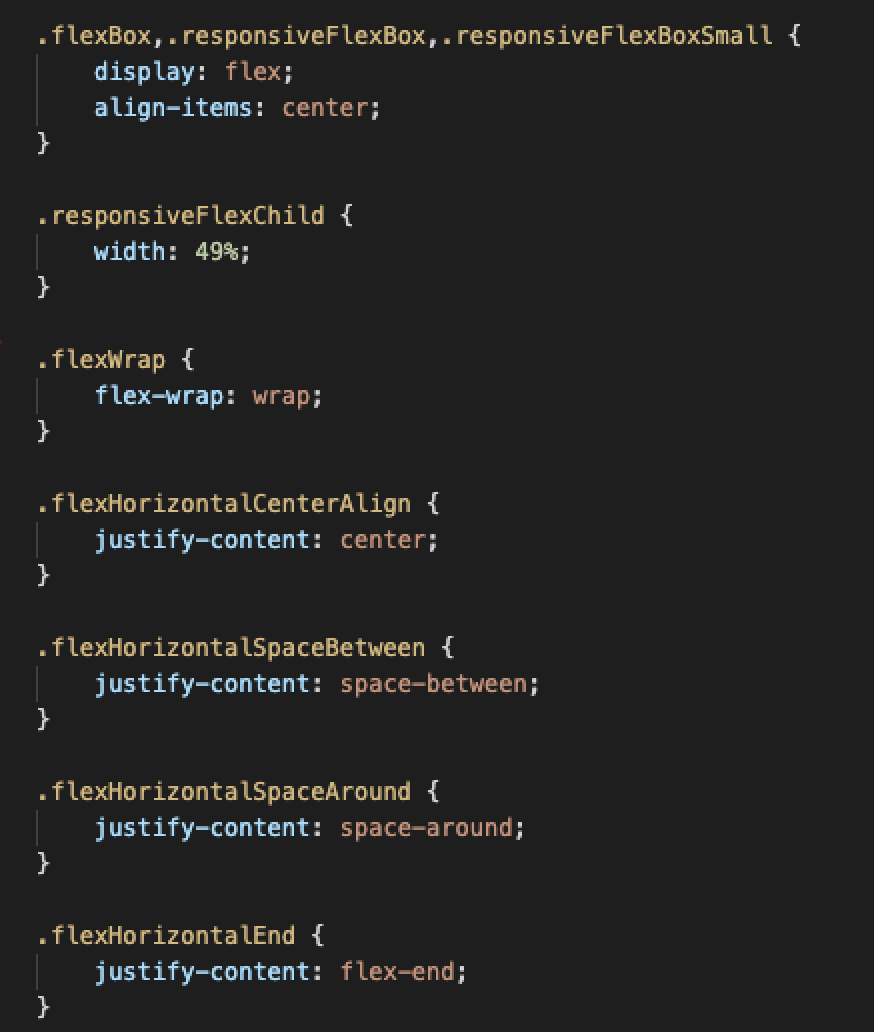 .flexBox,.responsiveFlexBox,.responsiveFlexBoxSmall {
    display: flex;
    align-items: center;
}

.responsiveFlexChild {
    width: 49%;
}

.flexWrap {
    flex-wrap: wrap;
}

.flexHorizontalCenterAlign {
    justify-content: center;
}

.flexHorizontalSpaceBetween {
    justify-content: space-between;
}

.flexHorizontalSpaceAround {
    justify-content: space-around;
}

.flexHorizontalEnd {
    justify-content: flex-end;
}